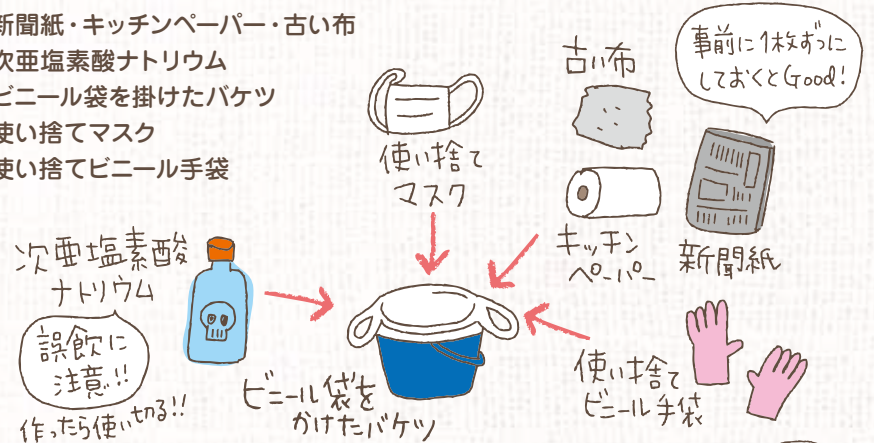 新聞紙・キッチンペーパー・古い布
次亜塩素酸ナトリウム
ビニール袋を掛けたバケツ
使い捨てマスク
使い捨てビニール手袋
使い捨て
マスク
古い布
事前に1枚ずつに
しておくとGood!
キッチン
ペーパー
新聞紙
次亜塩素酸
ナトリウム
誤飲に
注意!!
作ったら使い切る!!
ビニール袋を
かけたバケツ
使い捨て
ビニール手袋